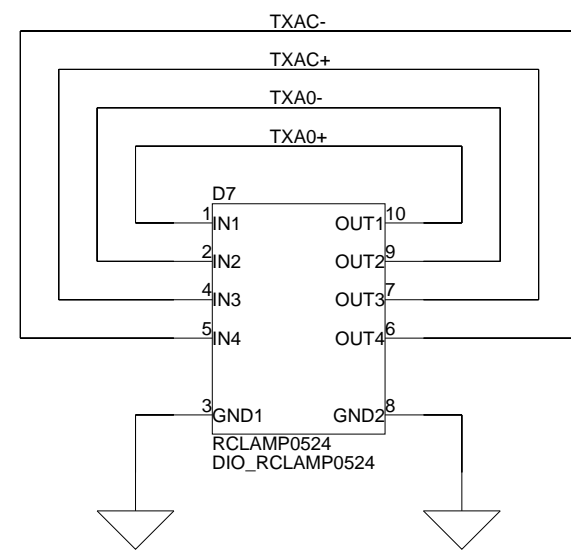 TXAC-
TXAC+
TXA0-
TXA0+
D7
1 IN1 OUT1 10
2 IN2 OUT2 9
4 IN3 OUT3 7
5 IN4 OUT4 6
3 GND1 GND2 8
RCLAMP0524
DIO_RCLAMP0524